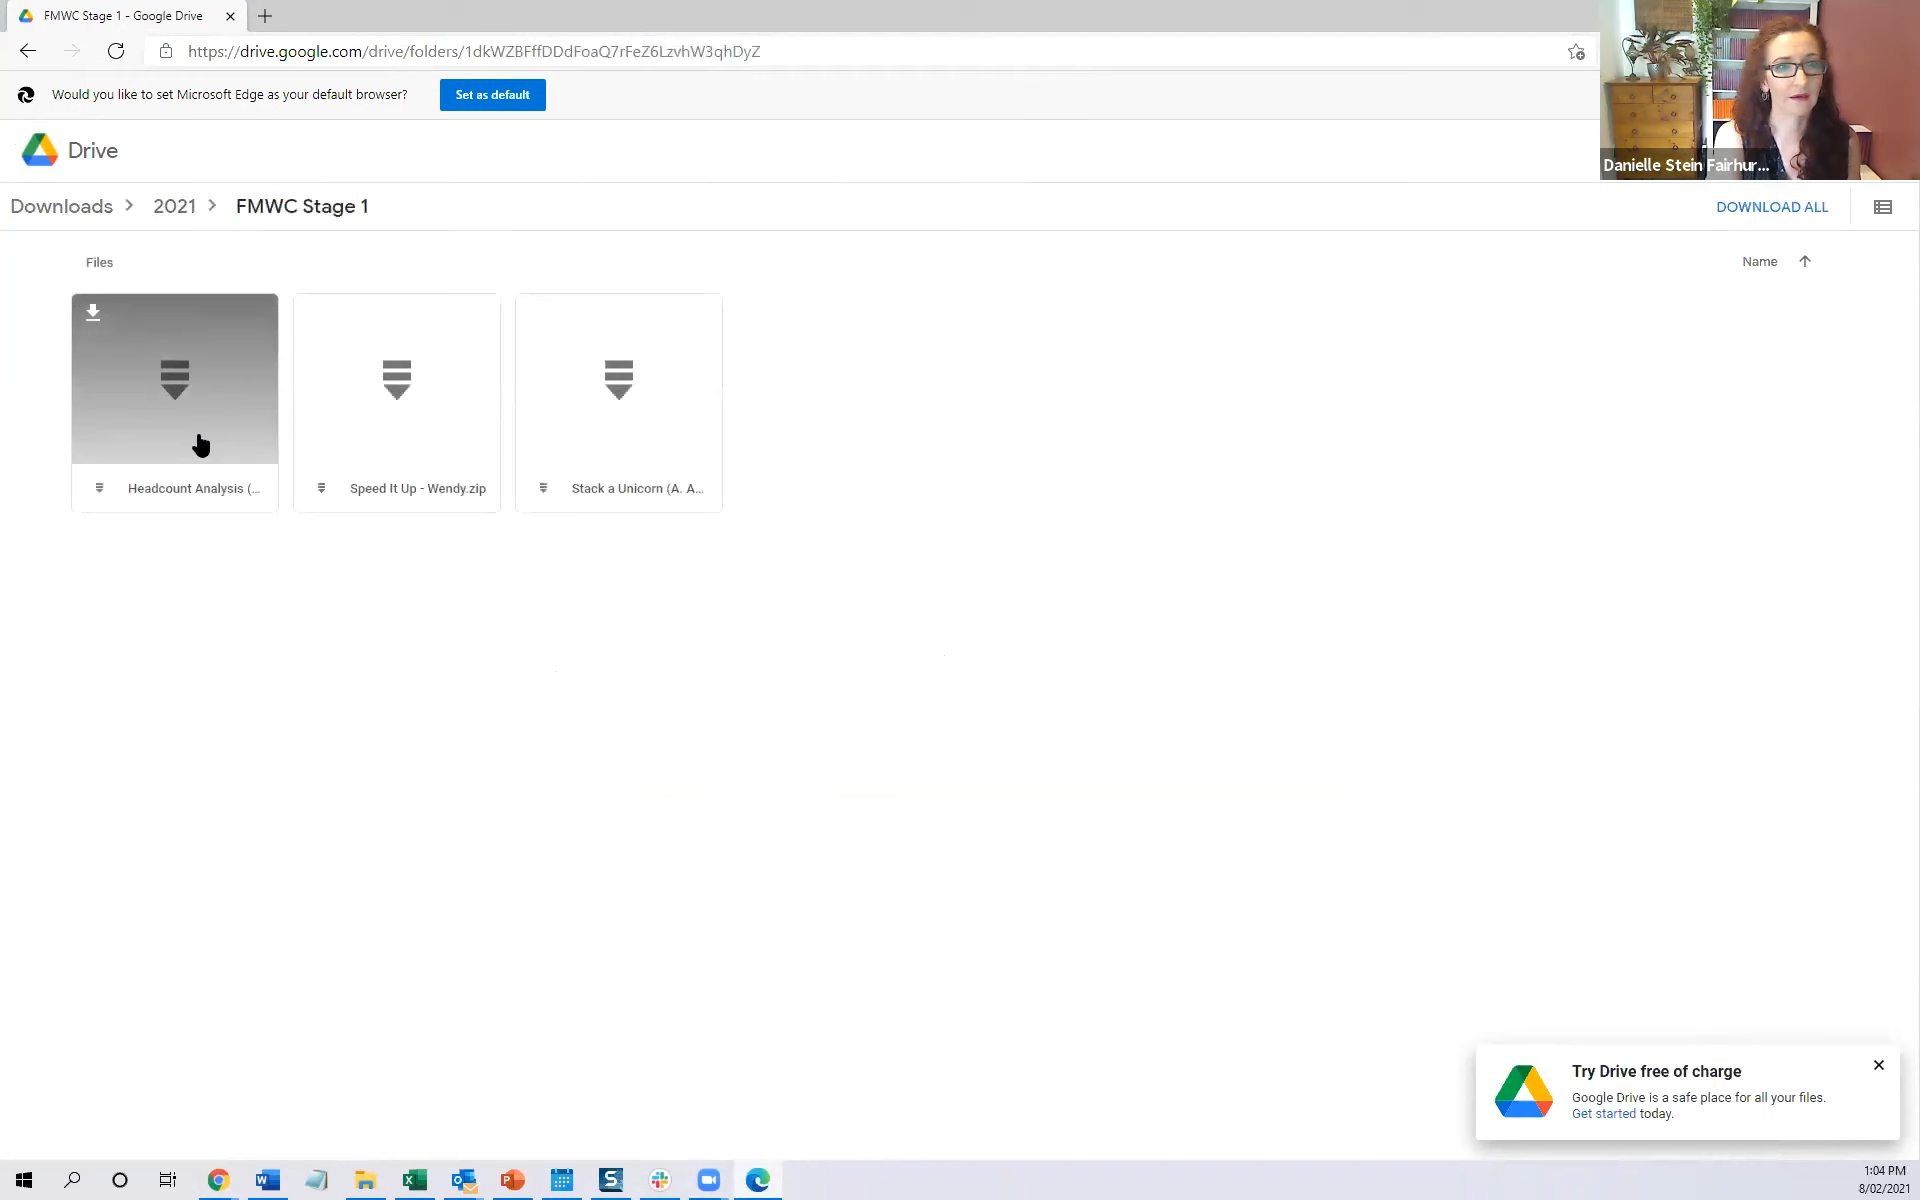 FMWC Stage 1 - Google Drive
https://drive.google.com/drive/folders/1dkWZBFffDDdFoaQ7rFeZ6LzvhW3qhDyZ
Would you like to set Microsoft Edge as your default browser?
Set as default
Danielle Stein Fairhur...
Drive
Downloads > 2021 > FMWC Stage 1
DOWNLOAD ALL
Files
Name
Headcount Analysis (...
Speed It Up - Wendy.zip
Stack a Unicorn (A. A...
Try Drive free of charge
Google Drive is a safe place for all your files.
Get started today.
1:04 PM
8/02/2021